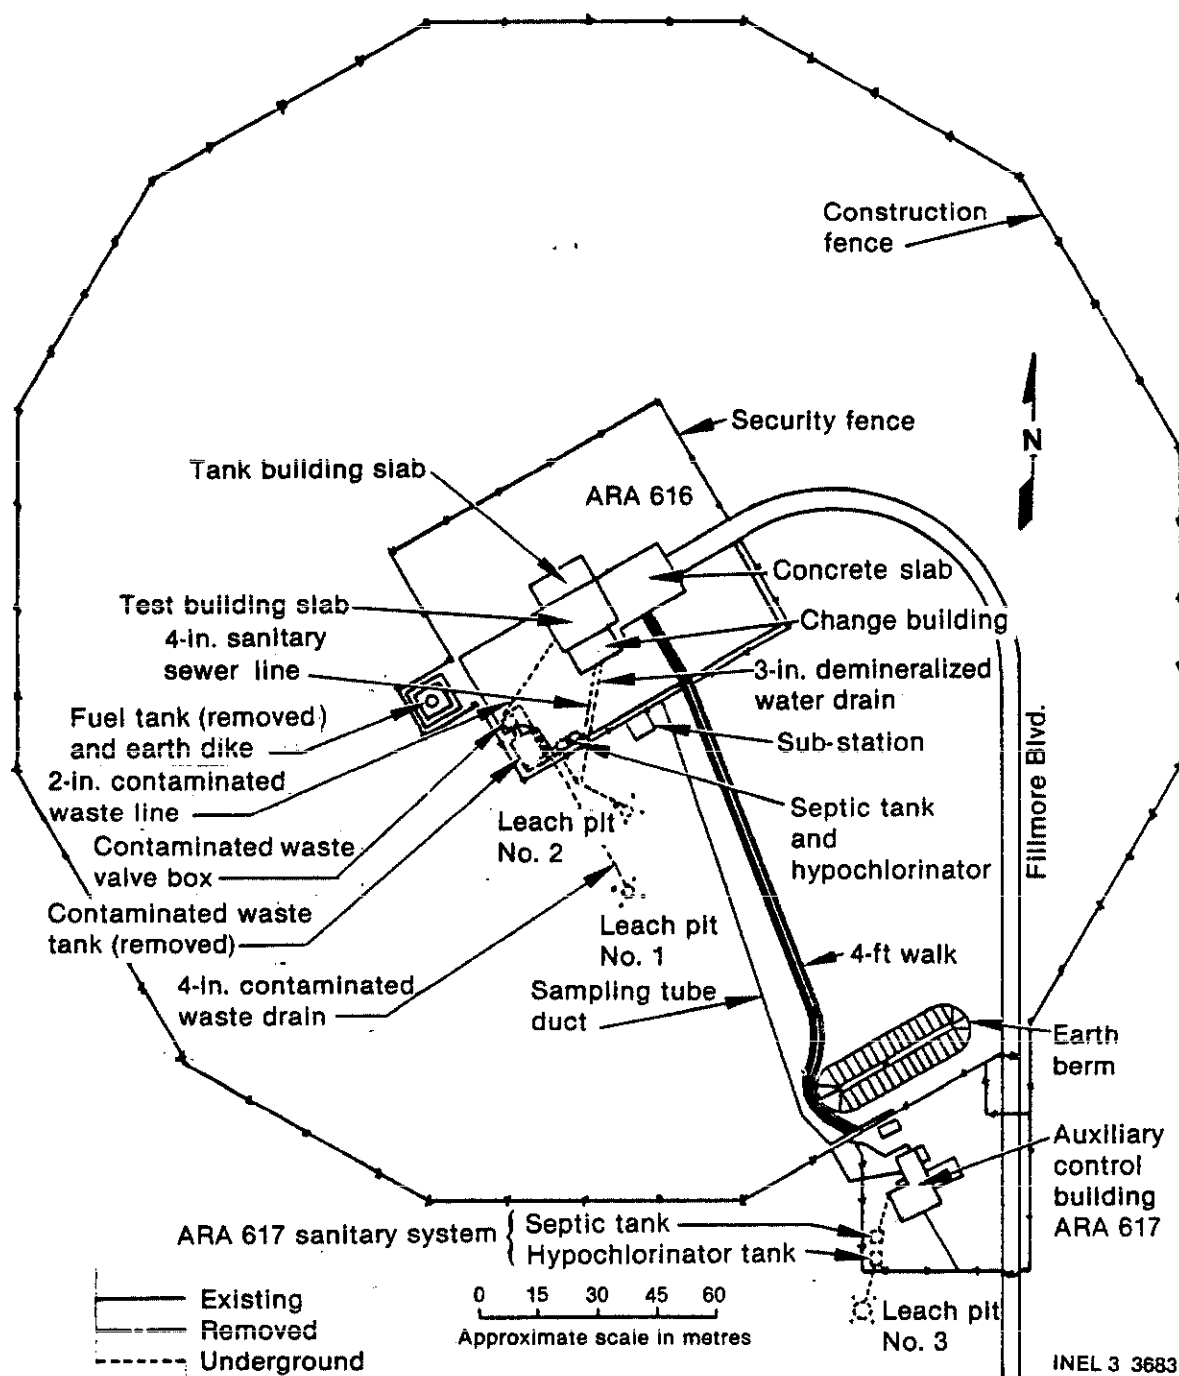 Construction
fence
Security fence
N
Tank building slab
ARA 616
Concrete slab
Test building slab
Change building
4-in. sanitary
sewer line
3-in. demineralized
water drain
Fuel tank (removed)
and earth dike
Sub-station
2-in. contaminated
waste line
Septic tank
and
hypochlorinator
Fillmore Blvd.
Leach pit
No. 2
Contaminated waste
valve box
Contaminated waste
tank (removed)
Leach pit
No. 1
4-ft walk
4-in. contaminated
waste drain
Sampling tube
duct
Earth
berm
Auxiliary
control
building
ARA 617
ARA 617 sanitary system
Septic tank
Hypochlorinator tank
Existing
Removed
Underground
0 15 30 45 60
Approximate scale in metres
Leach pit
No. 3
INEL 3 3683